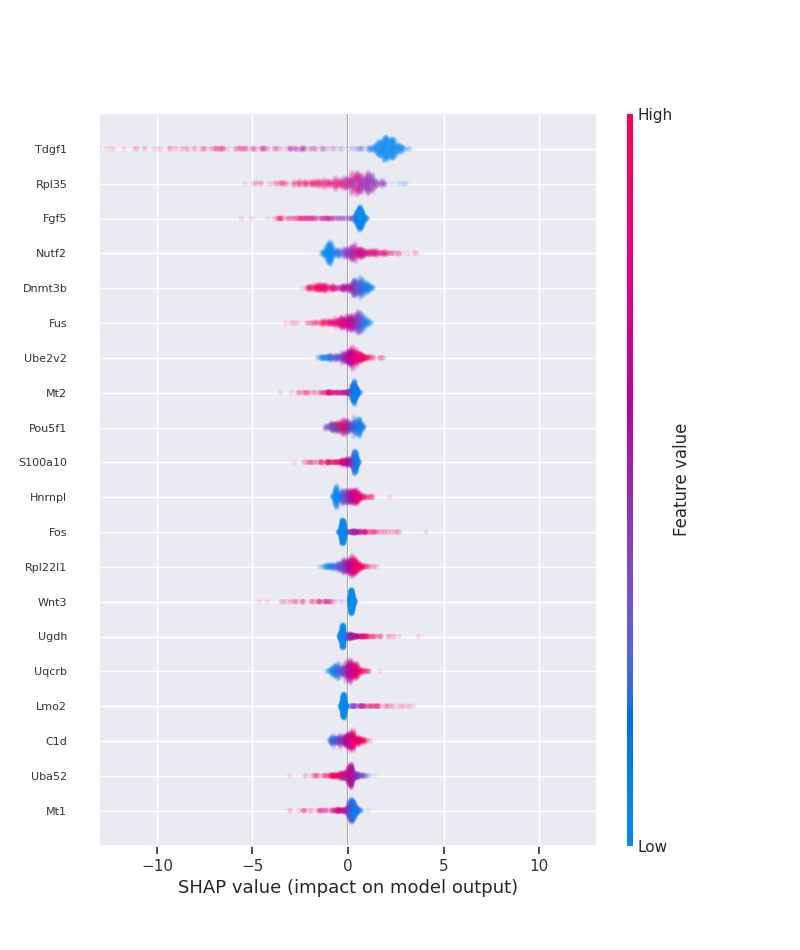 High
Tdgf1
Rpl35
Fgf5
Nutf2
Dnmt3b
Fus
Ube2v2
Mt2
Pou5f1
S100a10
Hnrnpl
Fos
Rpl22l1
Wnt3
Ugdh
Uqcrb
Lmo2
C1d
Uba52
Mt1
Feature value
Low
−10 −5 0 5 10
SHAP value (impact on model output)